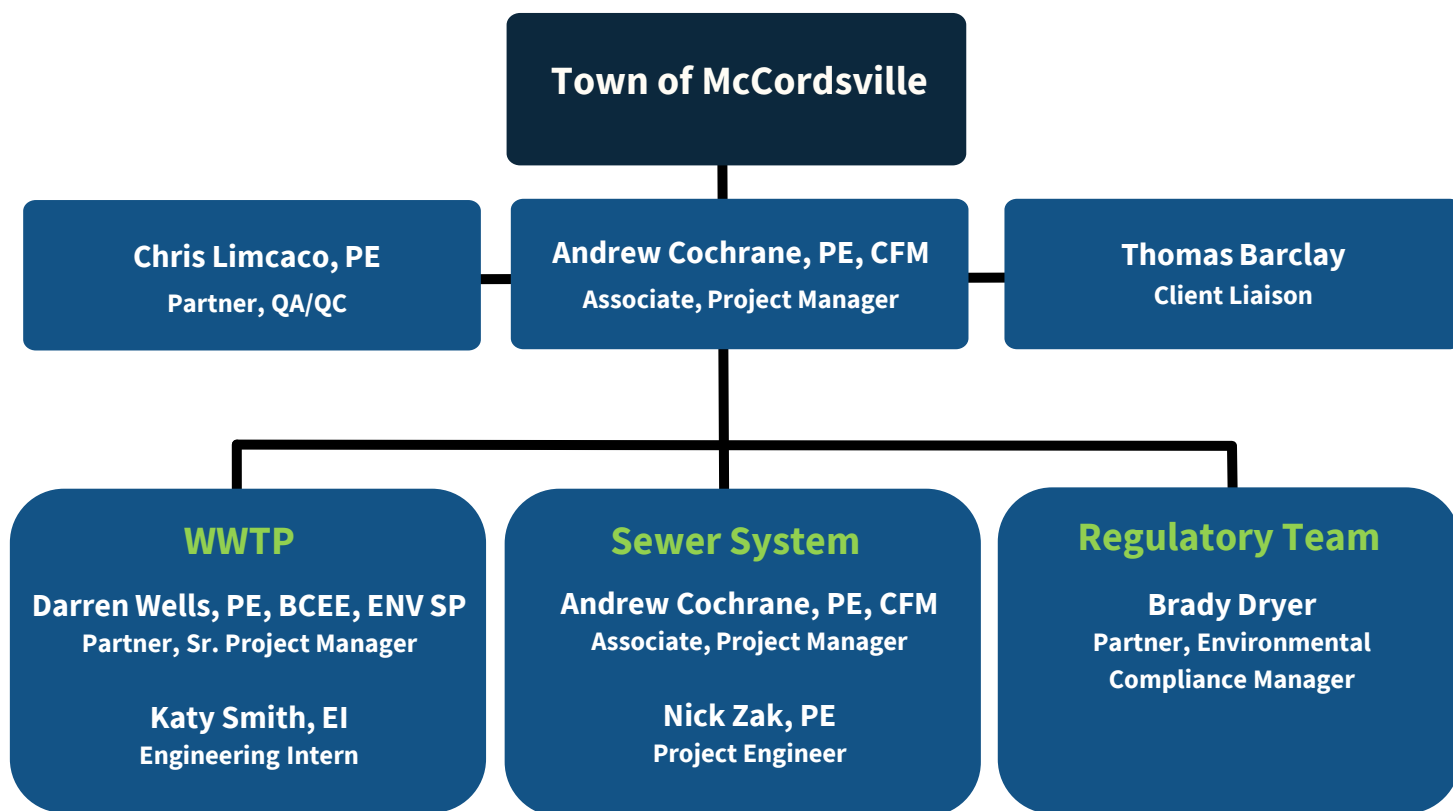 Town of McCordsville
Chris Limcaco, PE
Partner, QA/QC
Andrew Cochrane, PE, CFM
Associate, Project Manager
Thomas Barclay
Client Liaison
WWTP
Darren Wells, PE, BCEE, ENV SP
Partner, Sr. Project Manager
Katy Smith, EI
Engineering Intern
Sewer System
Andrew Cochrane, PE, CFM
Associate, Project Manager
Nick Zak, PE
Project Engineer
Regulatory Team
Brady Dryer
Partner, Environmental
Compliance Manager